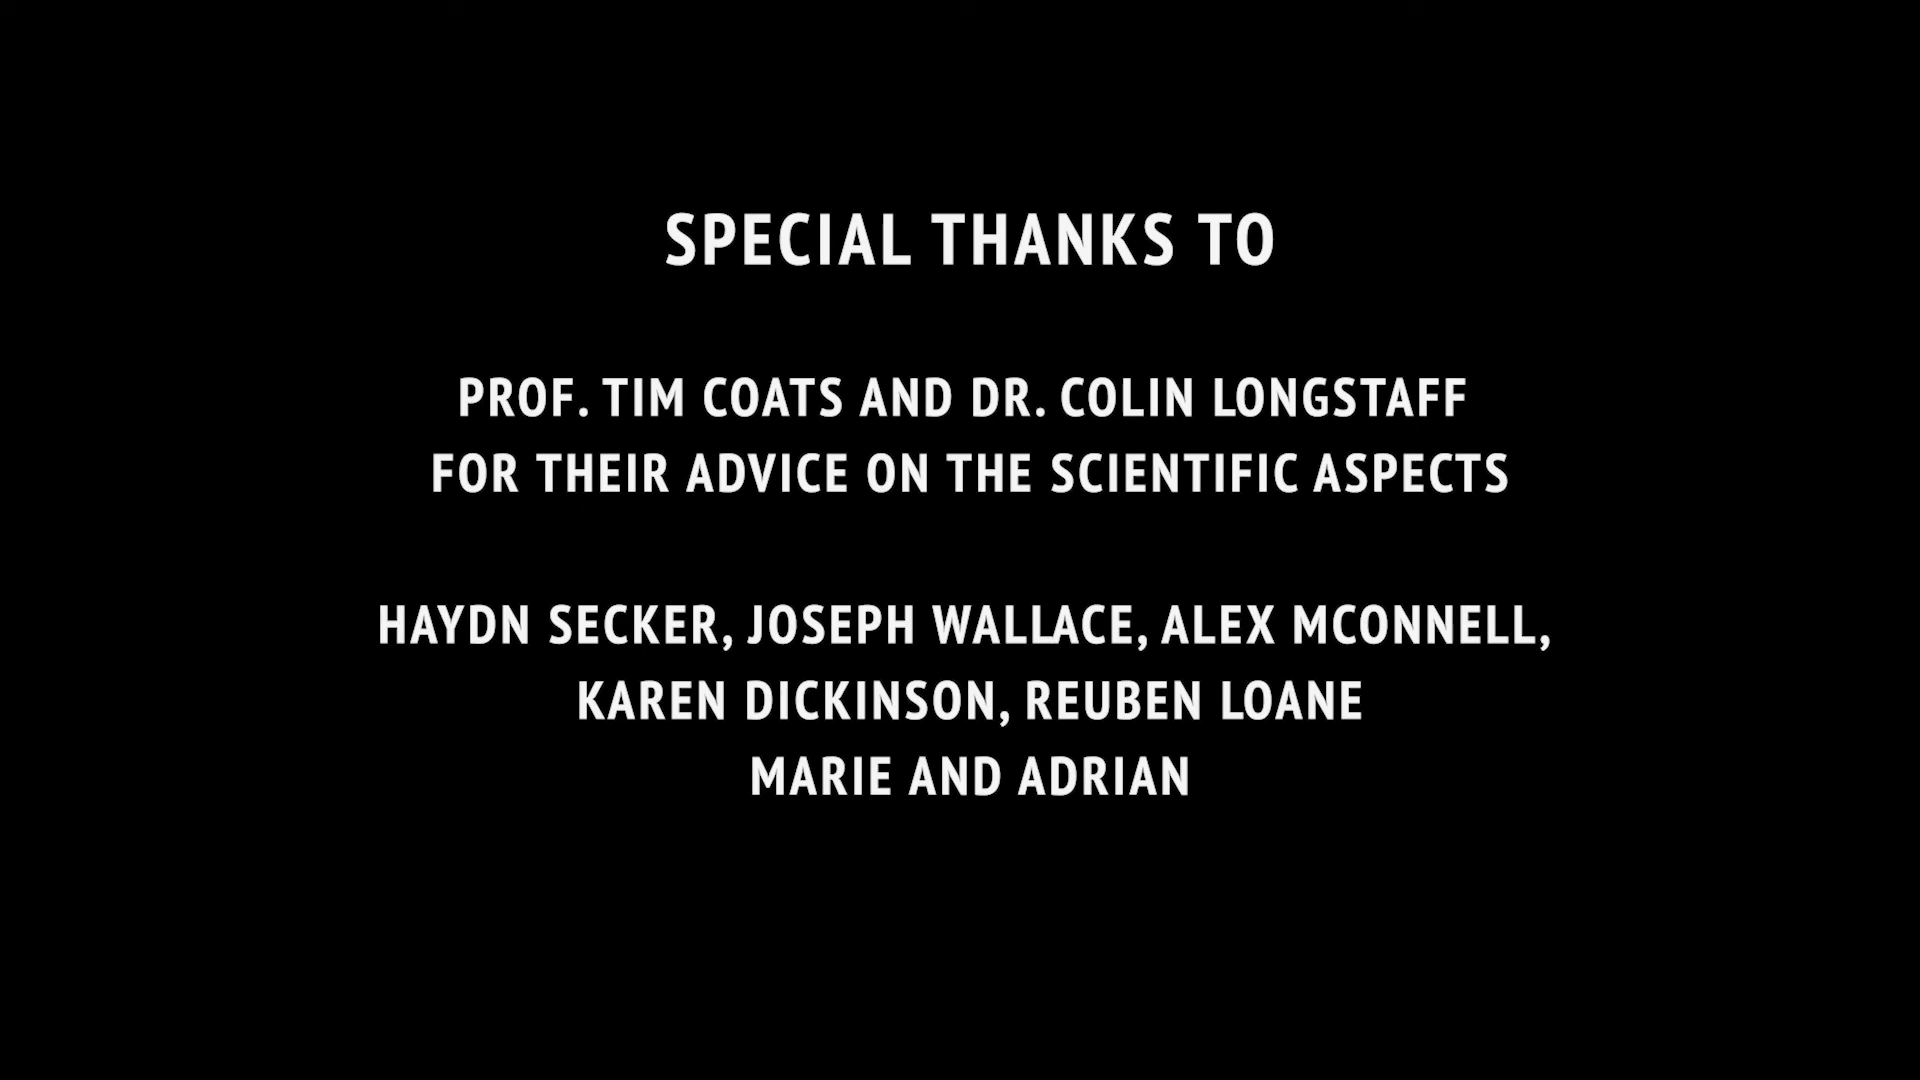 SPECIAL THANKS TO
PROF. TIM COATS AND DR. COLIN LONGSTAFF
FOR THEIR ADVICE ON THE SCIENTIFIC ASPECTS
HAYDN SECKER, JOSEPH WALLACE, ALEX MCONNELL,
KAREN DICKINSON, REUBEN LOANE
MARIE AND ADRIAN